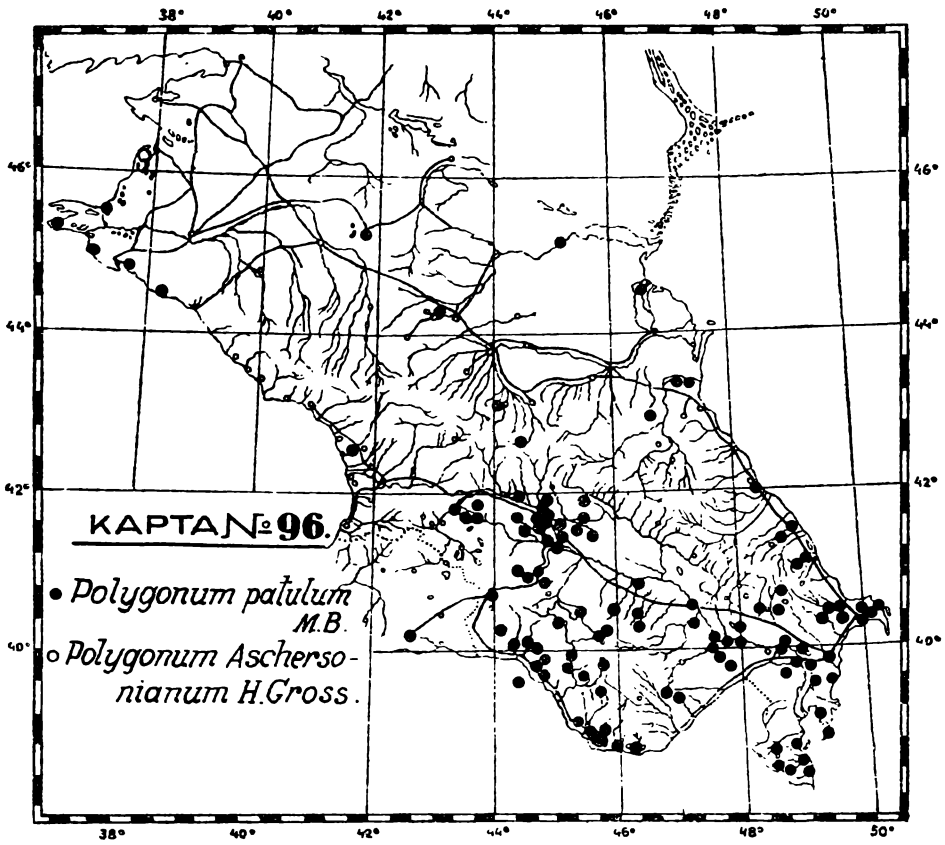 38° 40° 42° 44° 46° 48° 50°
46° 46°
44° 44°
42° 42°
КАРТА № 96.
Polygonum patulum
M.B.
Polygonum Ascherso-
nianum H.Gross.
40° 40°
38° 40° 42° 44° 46° 48° 50°